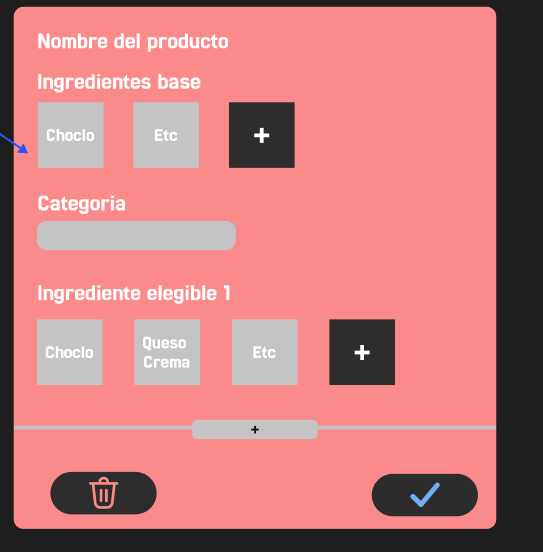 Nombre del producto
Ingredientes base
Choclo
Etc
+
Categoria
Ingrediente elegible 1
Choclo
Queso
Crema
Etc
+
+